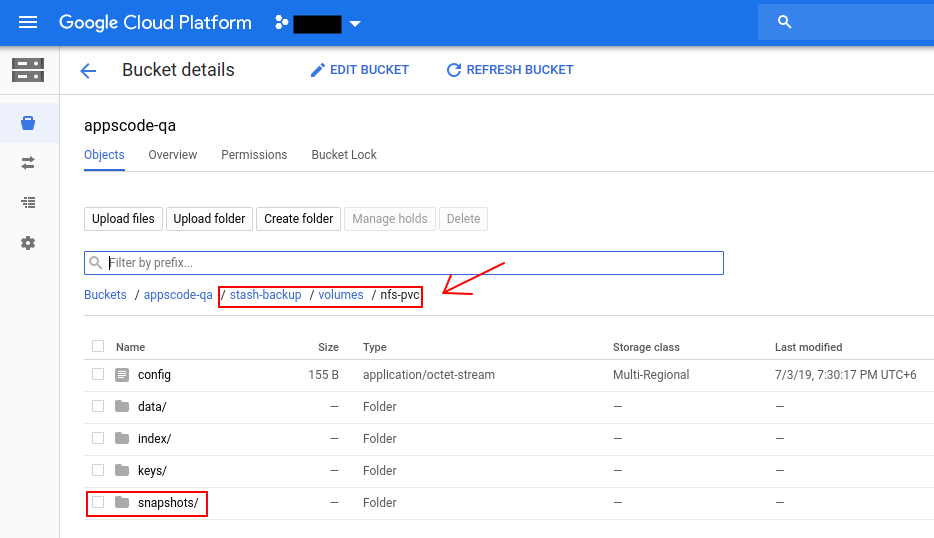 Google Cloud Platform
Bucket details EDIT BUCKET REFRESH BUCKET
appscode-qa
Objects Overview Permissions Bucket Lock
Upload files Upload folder Create folder Manage holds Delete
Filter by prefix...
Buckets / appscode-qa / stash-backup / volumes / nfs-pvc
Name Size Type Storage class Last modified
config 155 B application/octet-stream Multi-Regional 7/3/19, 7:30:17 PM UTC+6
data/ — Folder — —
index/ — Folder — —
keys/ — Folder — —
snapshots/ — Folder — —